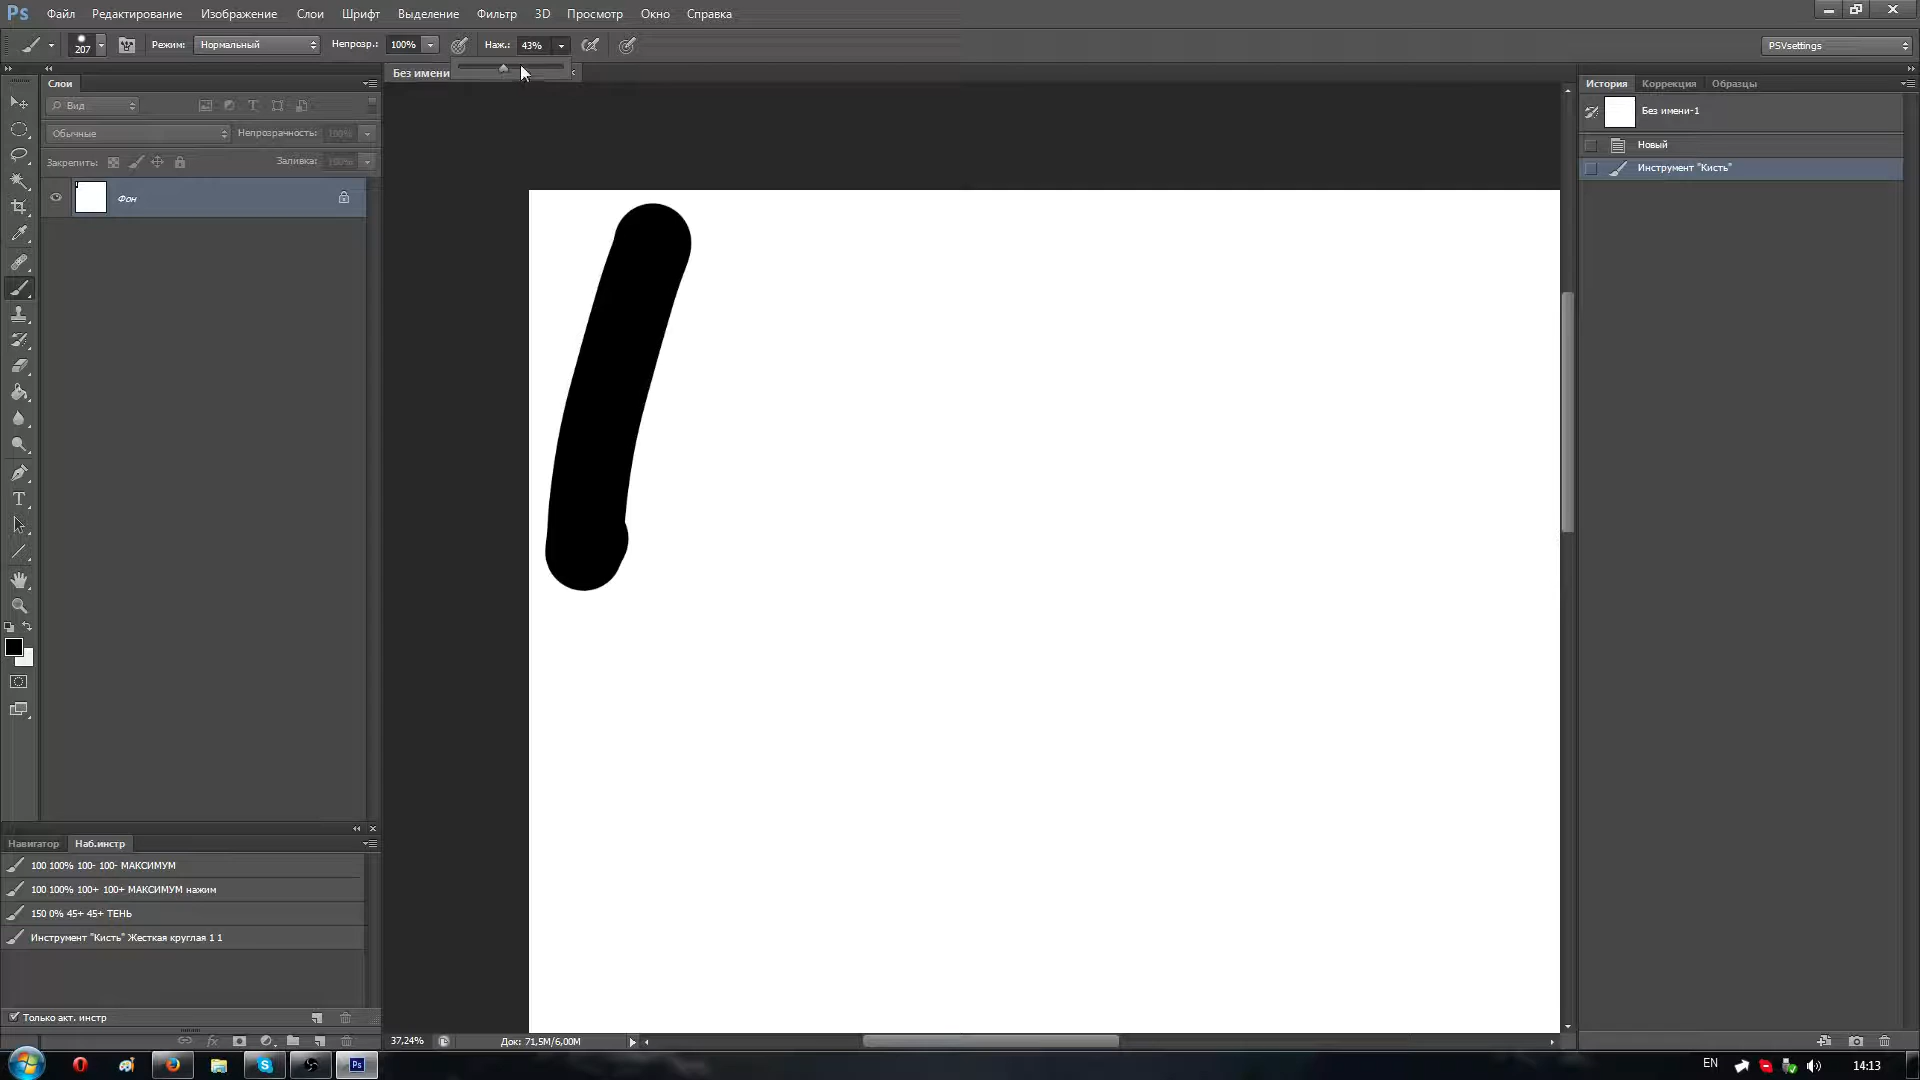 Ps Файл Редактирование Изображение Слои Шрифт Выделение Фильтр 3D Просмотр Окно Справка
207 Режим: Нормальный Непрозр.: 100% Наж.: 43% PSVsettings
Без имени
Слои
Вид
Обычные Непрозрачность: 100%
Закрепить: Заливка: 100%
Фон
История Коррекция Образцы
Без имени-1
Новый
Инструмент "Кисть"
Навигатор Наб.инстр
100 100% 100- 100- МАКСИМУМ
100 100% 100+ 100+ МАКСИМУМ нажим
150 0% 45+ 45+ ТЕНЬ
Инструмент "Кисть" Жесткая круглая 1 1
Только акт. инстр
fx
37,24% Док: 71,5M/6,00M
Ps EN 14:13